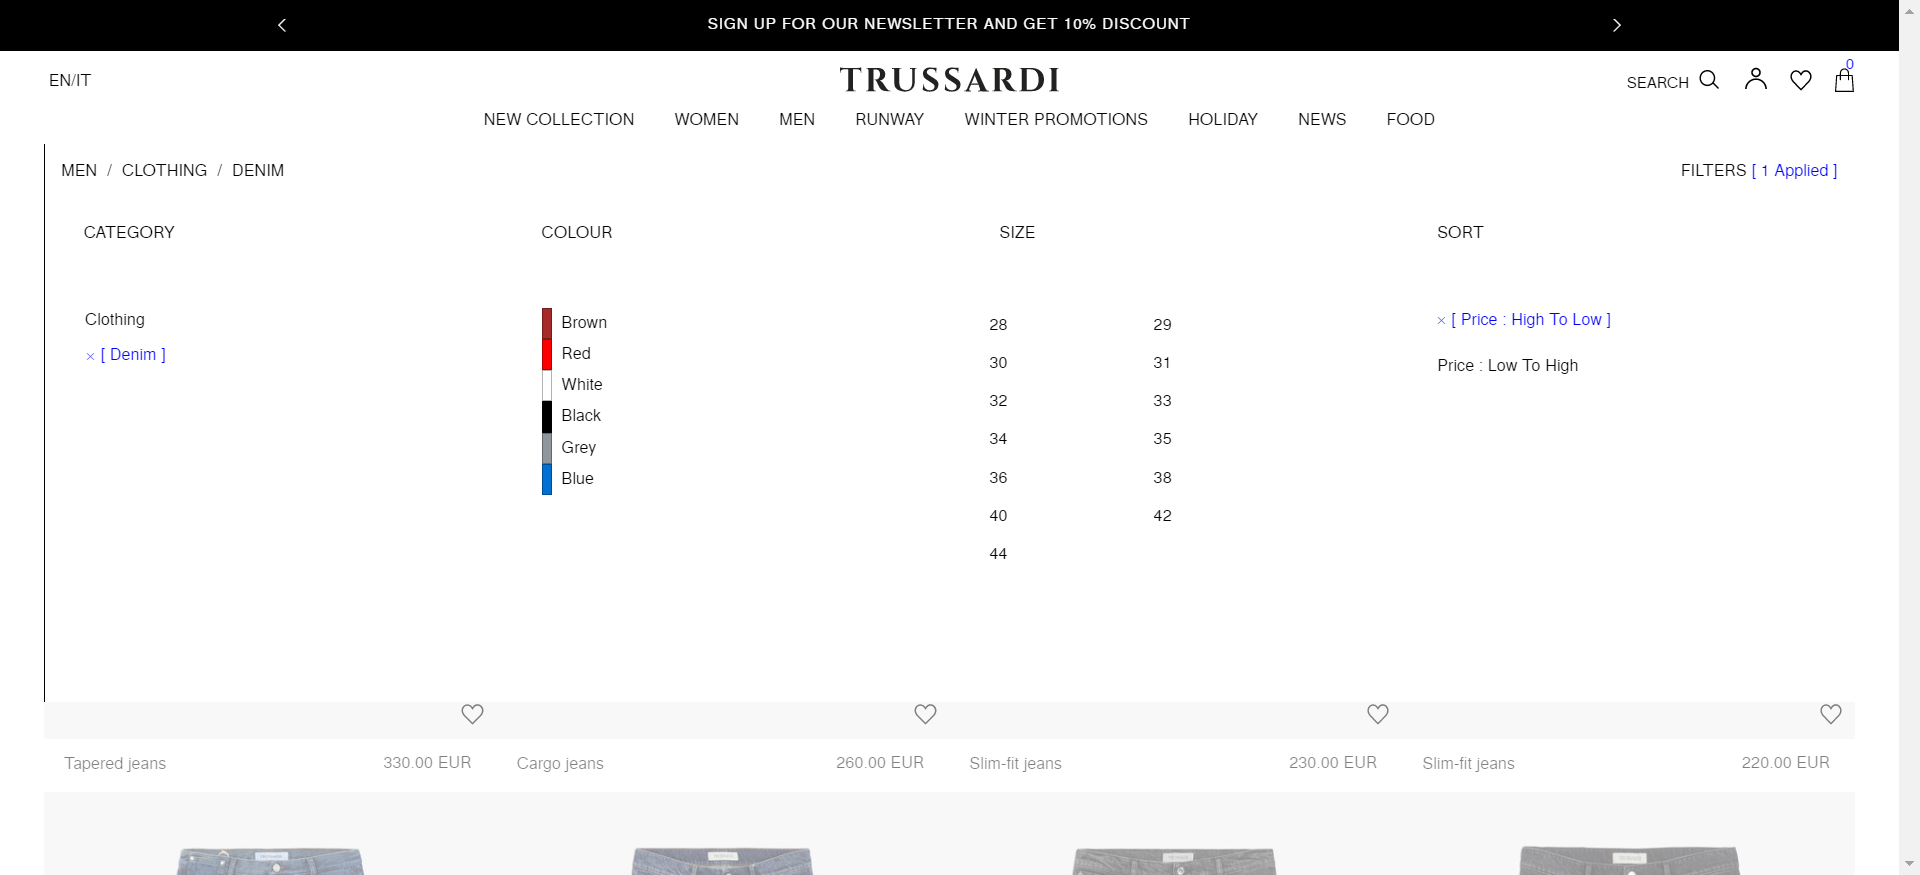 SIGN UP FOR OUR NEWSLETTER AND GET 10% DISCOUNT
EN/IT
TRUSSARDI
SEARCH
0
NEW COLLECTION WOMEN MEN RUNWAY WINTER PROMOTIONS HOLIDAY NEWS FOOD
MEN / CLOTHING / DENIM
FILTERS [ 1 Applied ]
CATEGORY
Clothing
× [ Denim ]
COLOUR
Brown
Red
White
Black
Grey
Blue
SIZE
28 29
30 31
32 33
34 35
36 38
40 42
44
SORT
× [ Price : High To Low ]
Price : Low To High
Tapered jeans 330.00 EUR
Cargo jeans 260.00 EUR
Slim-fit jeans 230.00 EUR
Slim-fit jeans 220.00 EUR